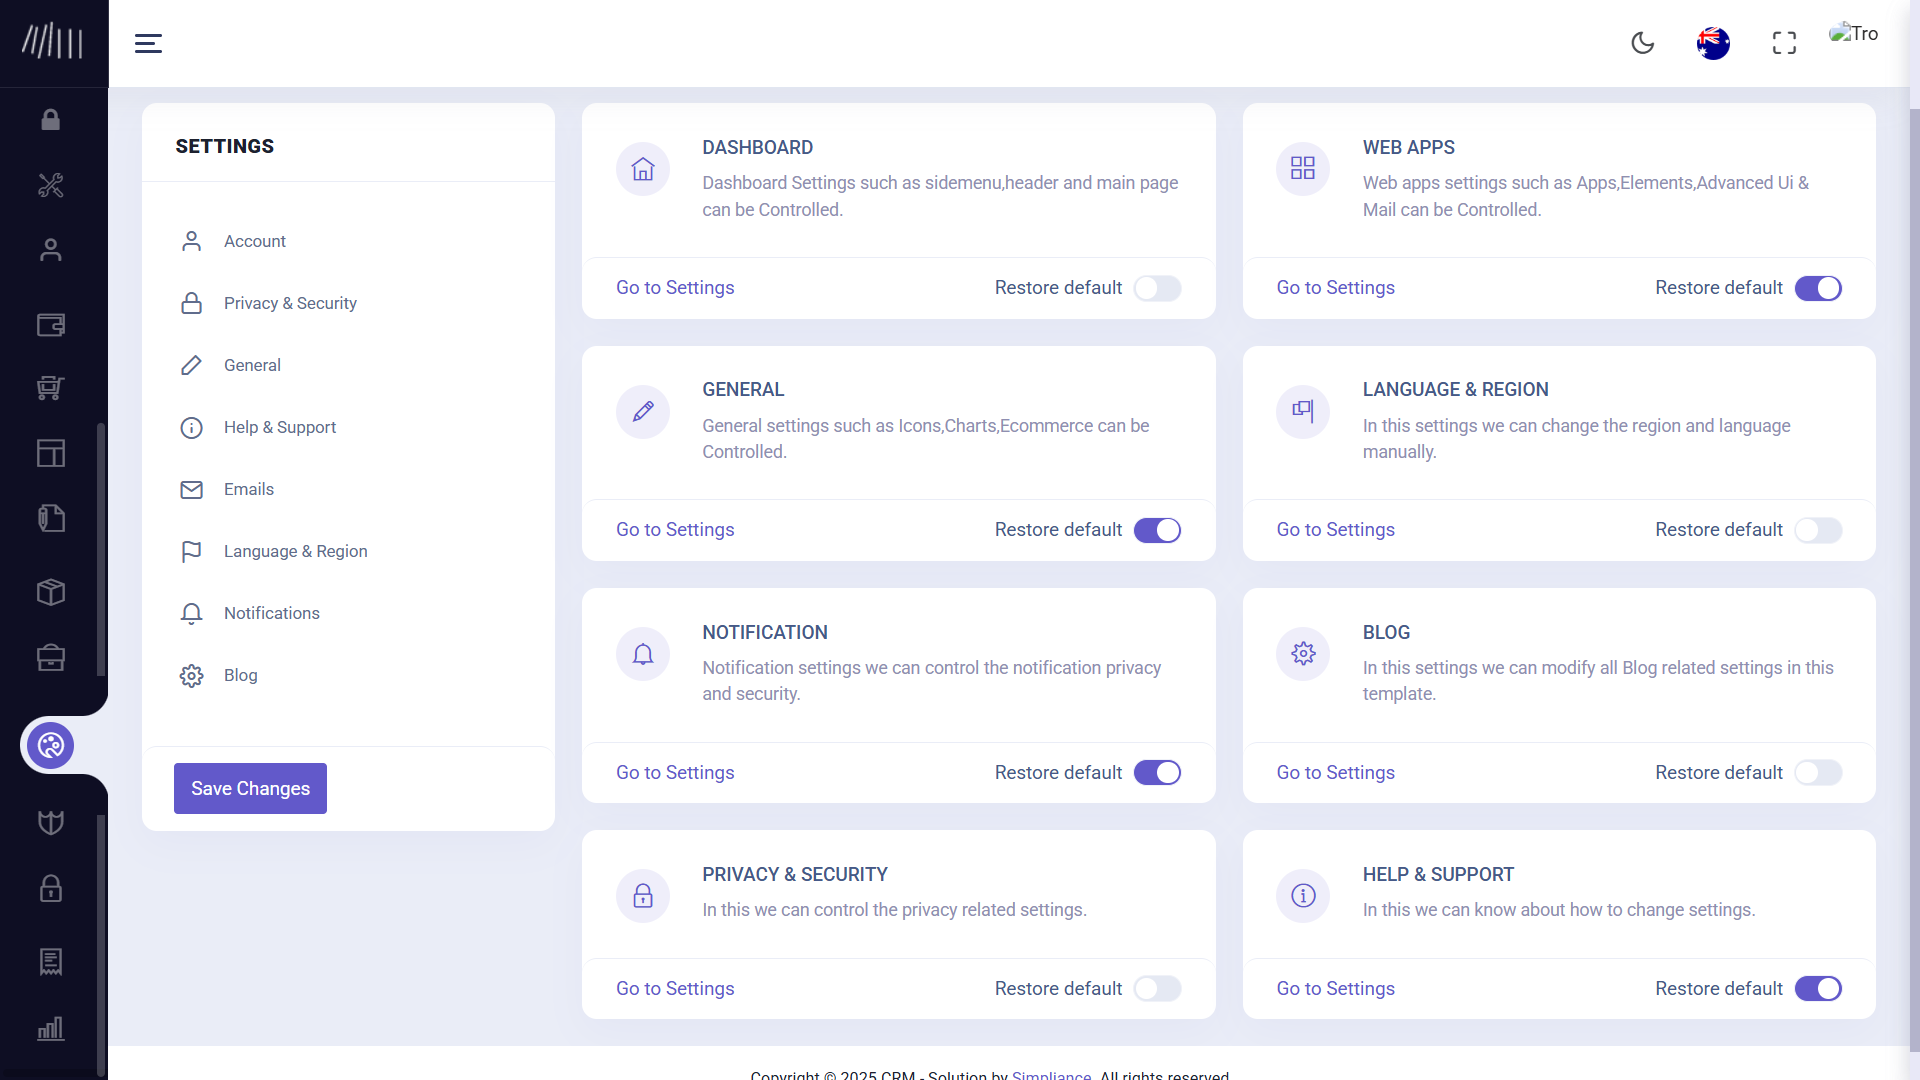 Tro
SETTINGS
Account
Privacy & Security
General
Help & Support
Emails
Language & Region
Notifications
Blog
Save Changes
DASHBOARD
Dashboard Settings such as sidemenu,header and main page
can be Controlled.
Go to Settings
Restore default
WEB APPS
Web apps settings such as Apps,Elements,Advanced Ui &
Mail can be Controlled.
Go to Settings
Restore default
GENERAL
General settings such as Icons,Charts,Ecommerce can be
Controlled.
Go to Settings
Restore default
LANGUAGE & REGION
In this settings we can change the region and language
manually.
Go to Settings
Restore default
NOTIFICATION
Notification settings we can control the notification privacy
and security.
Go to Settings
Restore default
BLOG
In this settings we can modify all Blog related settings in this
template.
Go to Settings
Restore default
PRIVACY & SECURITY
In this we can control the privacy related settings.
Go to Settings
Restore default
HELP & SUPPORT
In this we can know about how to change settings.
Go to Settings
Restore default
Copyright © 2025 CRM - Solution by Simpliance. All rights reserved